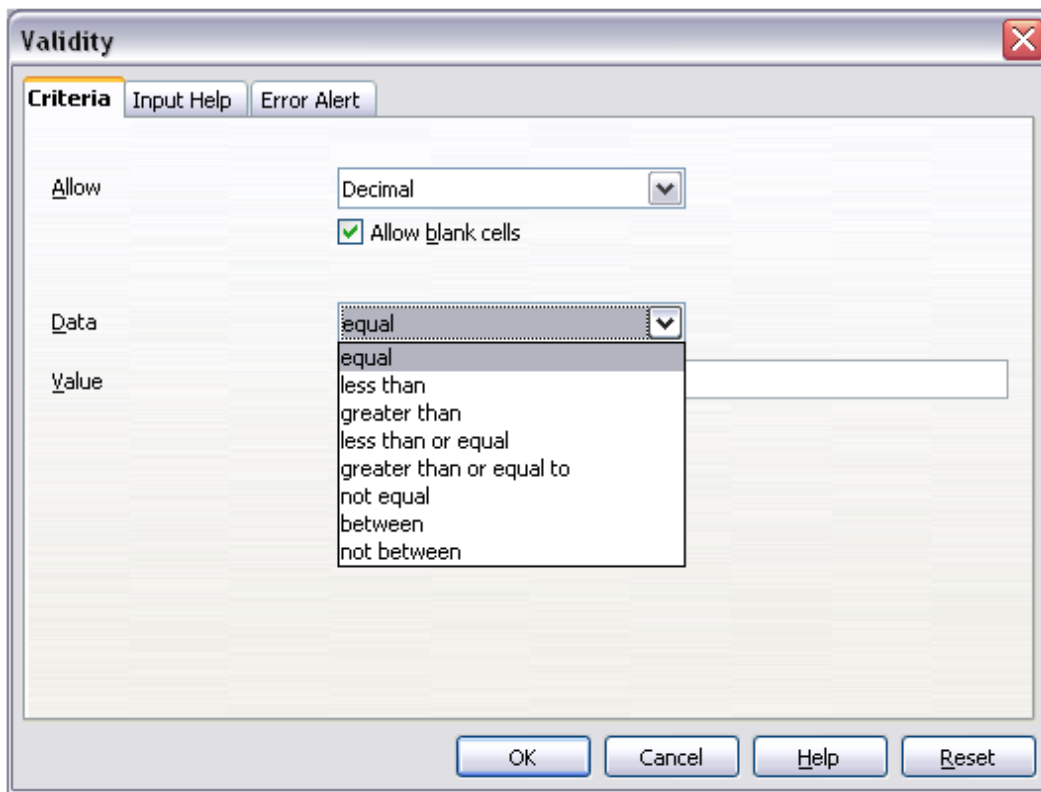 Validity
Criteria Input Help Error Alert
Allow Decimal
Allow blank cells
Data equal
equal
Value
less than
greater than
less than or equal
greater than or equal to
not equal
between
not between
OK Cancel Help Reset